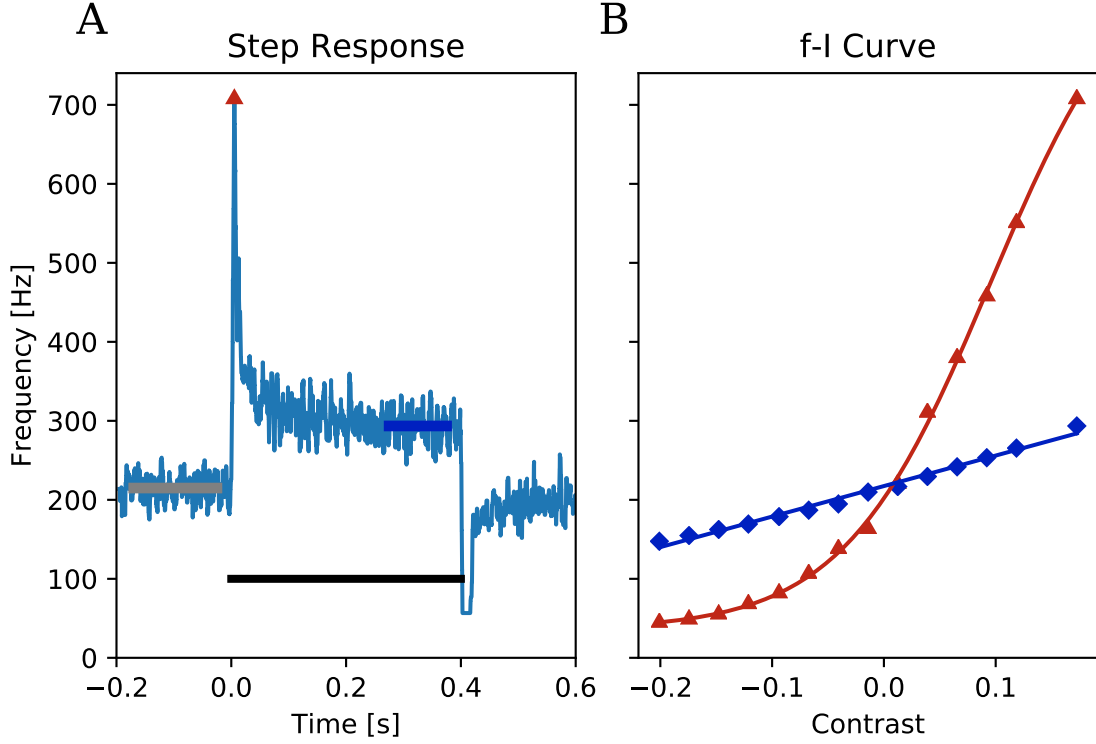 A
B
Step Response
f-I Curve
700
600
500
400
300
200
100
0
Frequency [Hz]
−0.2
0.0
0.2
0.4
0.6
−0.2
−0.1
0.0
0.1
Time [s]
Contrast